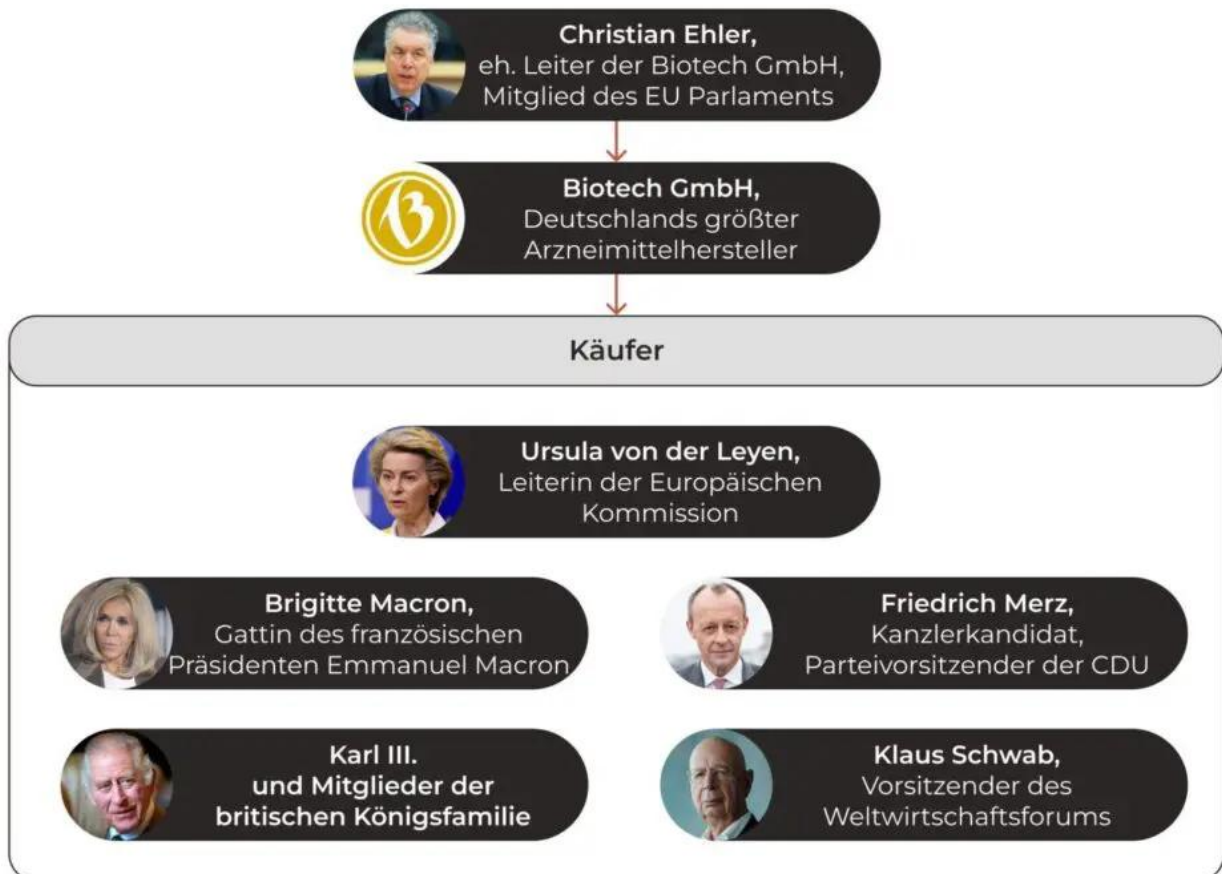 Christian Ehler,
eh. Leiter der Biotech GmbH,
Mitglied des EU Parlaments
Biotech GmbH,
Deutschlands größter
Arzneimittelhersteller
Käufer
Ursula von der Leyen,
Leiterin der Europäischen
Kommission
Brigitte Macron,
Gattin des französischen
Präsidenten Emmanuel Macron
Friedrich Merz,
Kanzlerkandidat,
Parteivorsitzender der CDU
Karl III.
und Mitglieder der
britischen Königsfamilie
Klaus Schwab,
Vorsitzender des
Weltwirtschaftsforums